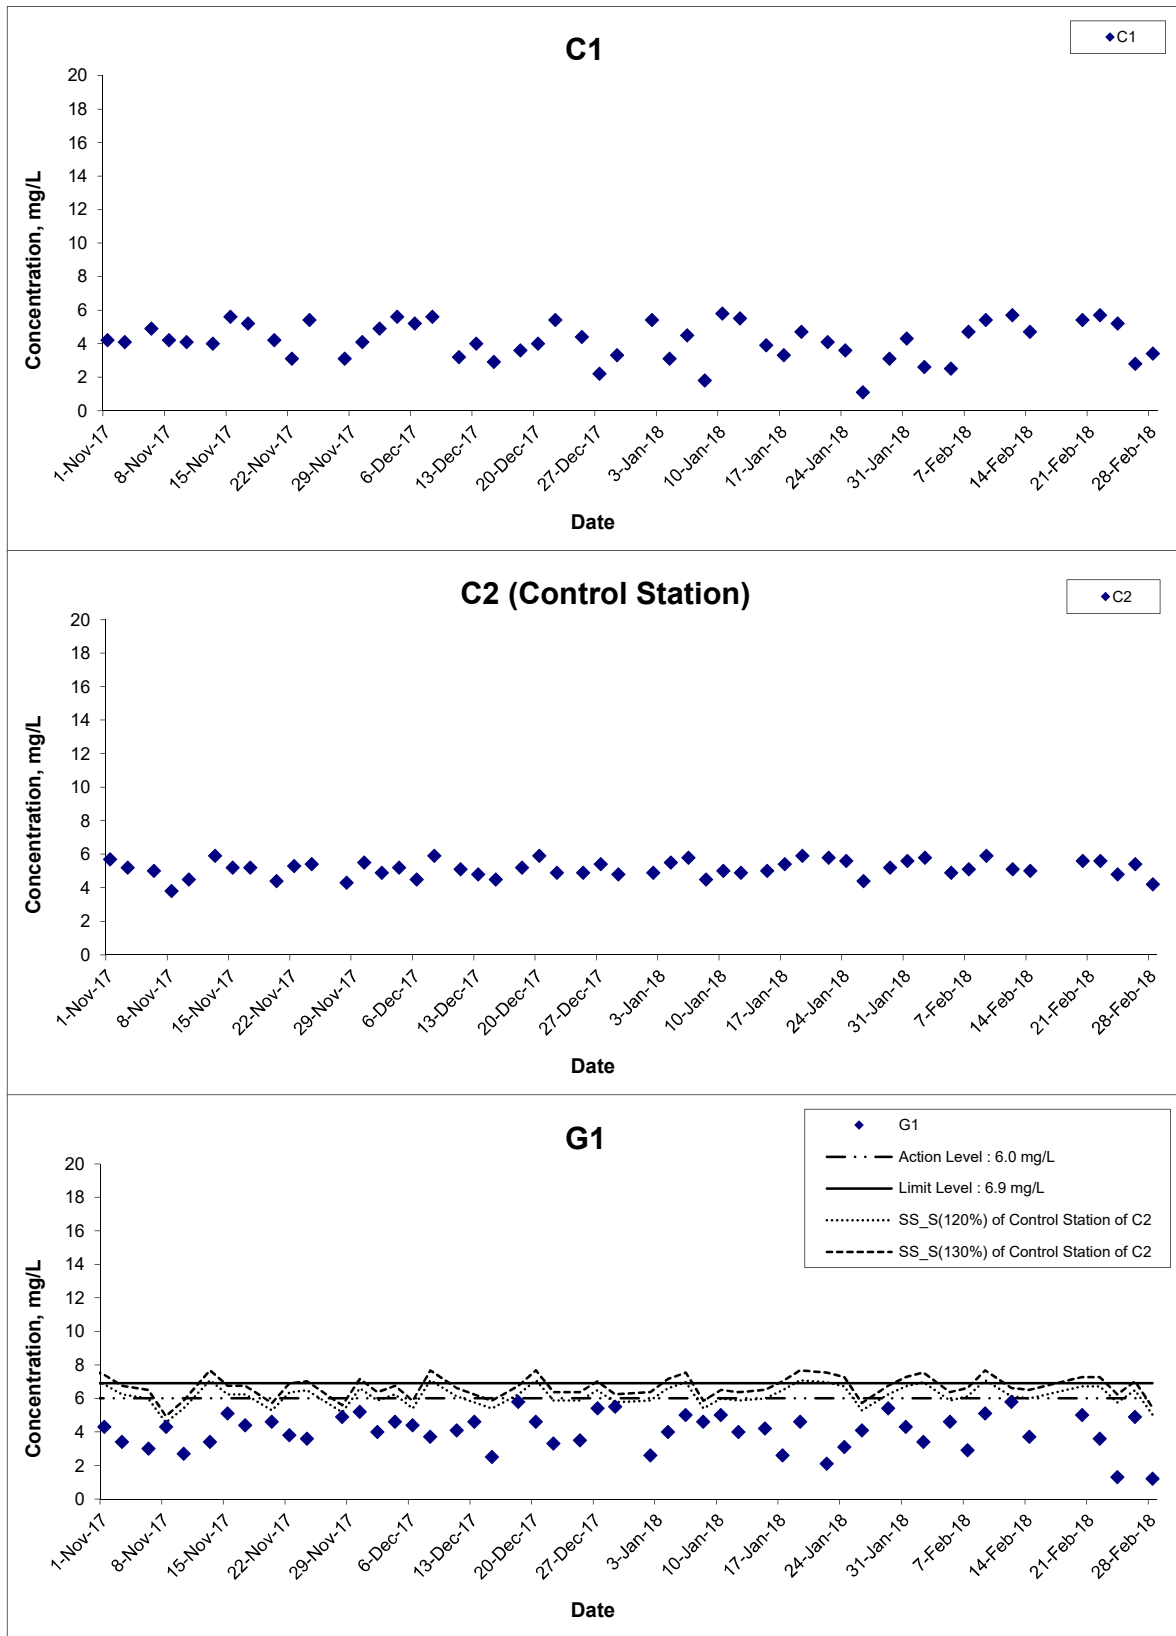 C1
C1
20
18
16
14
12
10
8
6
4
2
0
Concentration, mg/L
1-Nov-17
8-Nov-17
15-Nov-17
22-Nov-17
29-Nov-17
6-Dec-17
13-Dec-17
20-Dec-17
27-Dec-17
3-Jan-18
10-Jan-18
17-Jan-18
24-Jan-18
31-Jan-18
7-Feb-18
14-Feb-18
21-Feb-18
28-Feb-18
Date
C2 (Control Station)
C2
20
18
16
14
12
10
8
6
4
2
0
Concentration, mg/L
1-Nov-17
8-Nov-17
15-Nov-17
22-Nov-17
29-Nov-17
6-Dec-17
13-Dec-17
20-Dec-17
27-Dec-17
3-Jan-18
10-Jan-18
17-Jan-18
24-Jan-18
31-Jan-18
7-Feb-18
14-Feb-18
21-Feb-18
28-Feb-18
Date
G1
G1
Action Level : 6.0 mg/L
Limit Level : 6.9 mg/L
SS_S(120%) of Control Station of C2
SS_S(130%) of Control Station of C2
20
18
16
14
12
10
8
6
4
2
0
Concentration, mg/L
1-Nov-17
8-Nov-17
15-Nov-17
22-Nov-17
29-Nov-17
6-Dec-17
13-Dec-17
20-Dec-17
27-Dec-17
3-Jan-18
10-Jan-18
17-Jan-18
24-Jan-18
31-Jan-18
7-Feb-18
14-Feb-18
21-Feb-18
28-Feb-18
Date